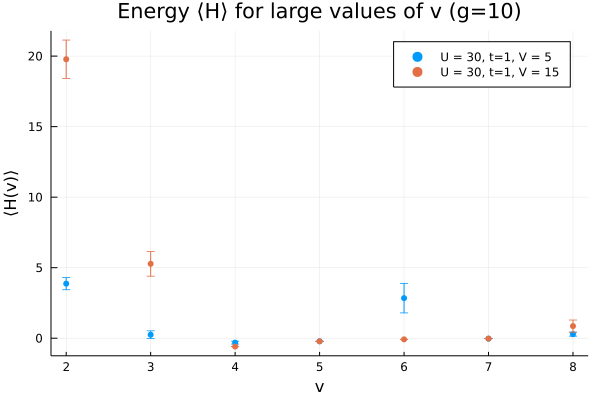 Energy ⟨H⟩ for large values of v (g=10)
U = 30, t=1, V = 5
U = 30, t=1, V = 15
⟨H(v)⟩
20
15
10
5
0
2 3 4 5 6 7 8
v